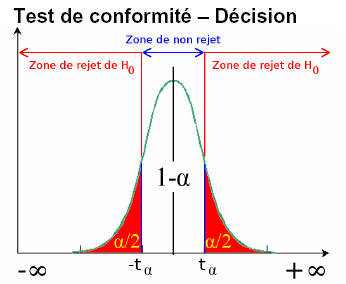 Test de conformité – Décision
Zone de non rejet
Zone de rejet de H₀
Zone de rejet de H₀
1-α
α/2
α/2
-∞
-tα
tα
+∞